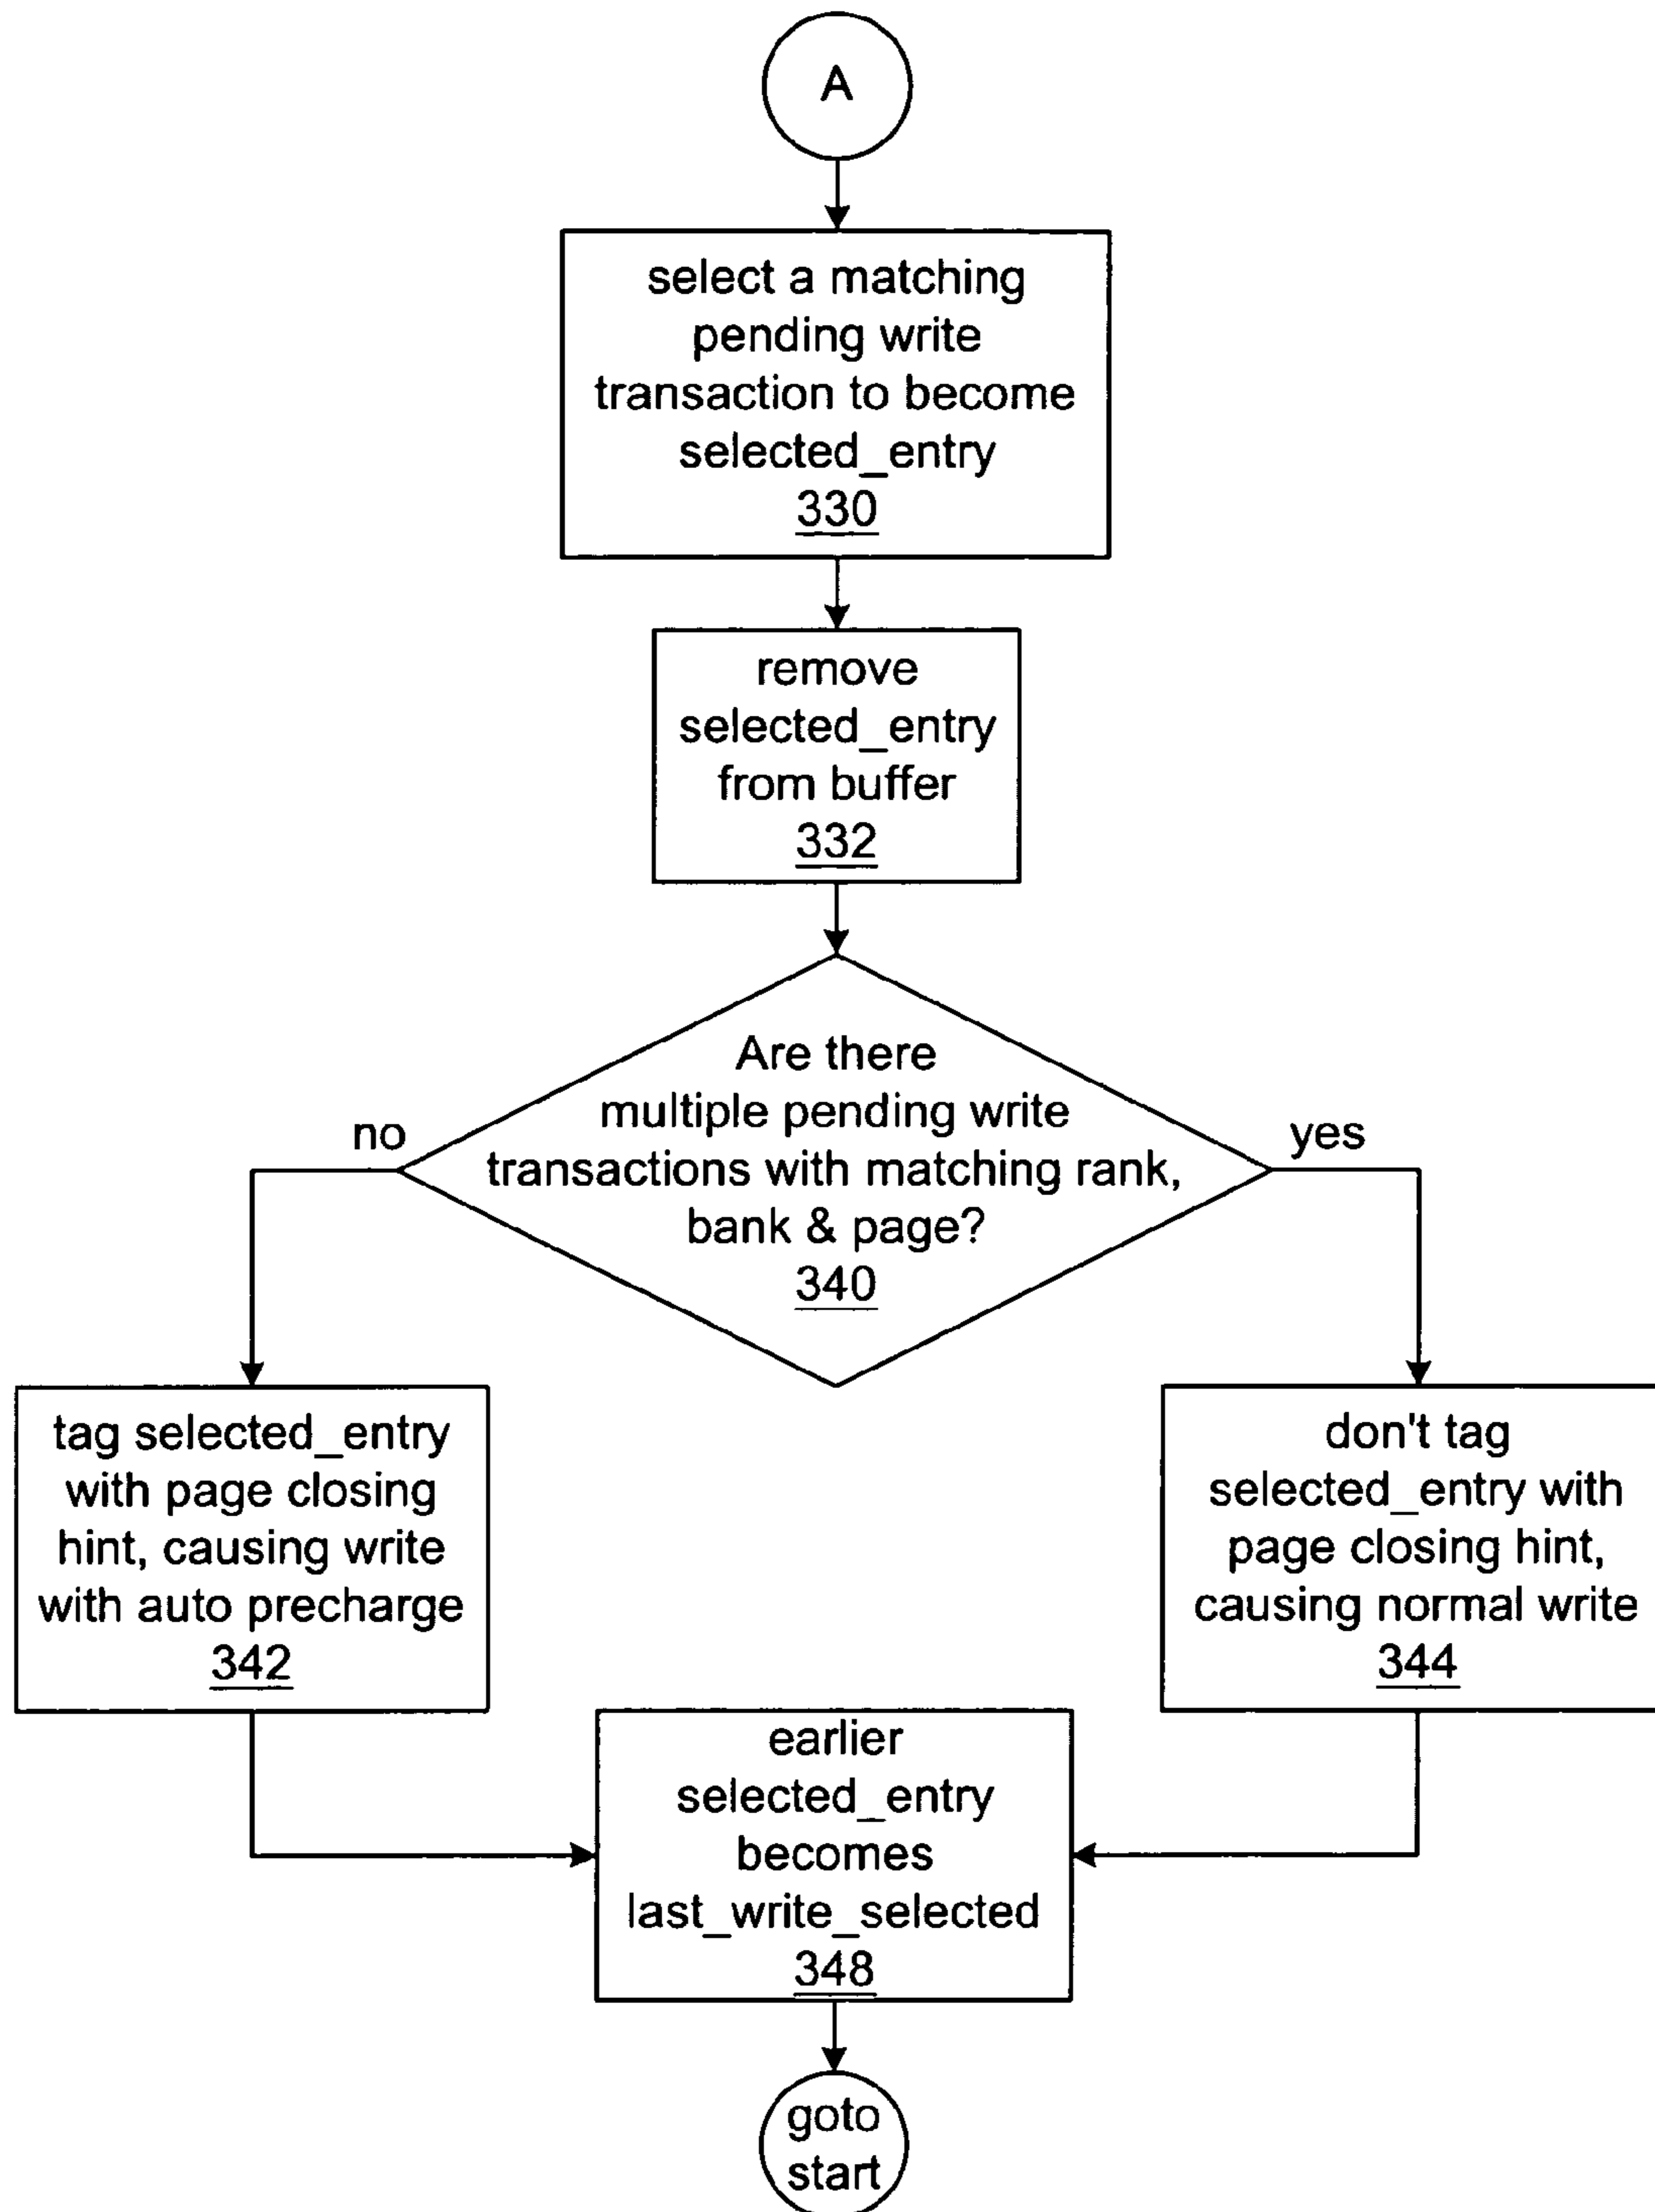 A
select a matching
pending write
transaction to become
selected_entry
330
remove
selected_entry
from buffer
332
Are there
multiple pending write
transactions with matching rank,
bank & page?
340
no
yes
tag selected_entry
with page closing
hint, causing write
with auto precharge
342
don't tag
selected_entry with
page closing hint,
causing normal write
344
earlier
selected_entry
becomes
last_write_selected
348
goto
start